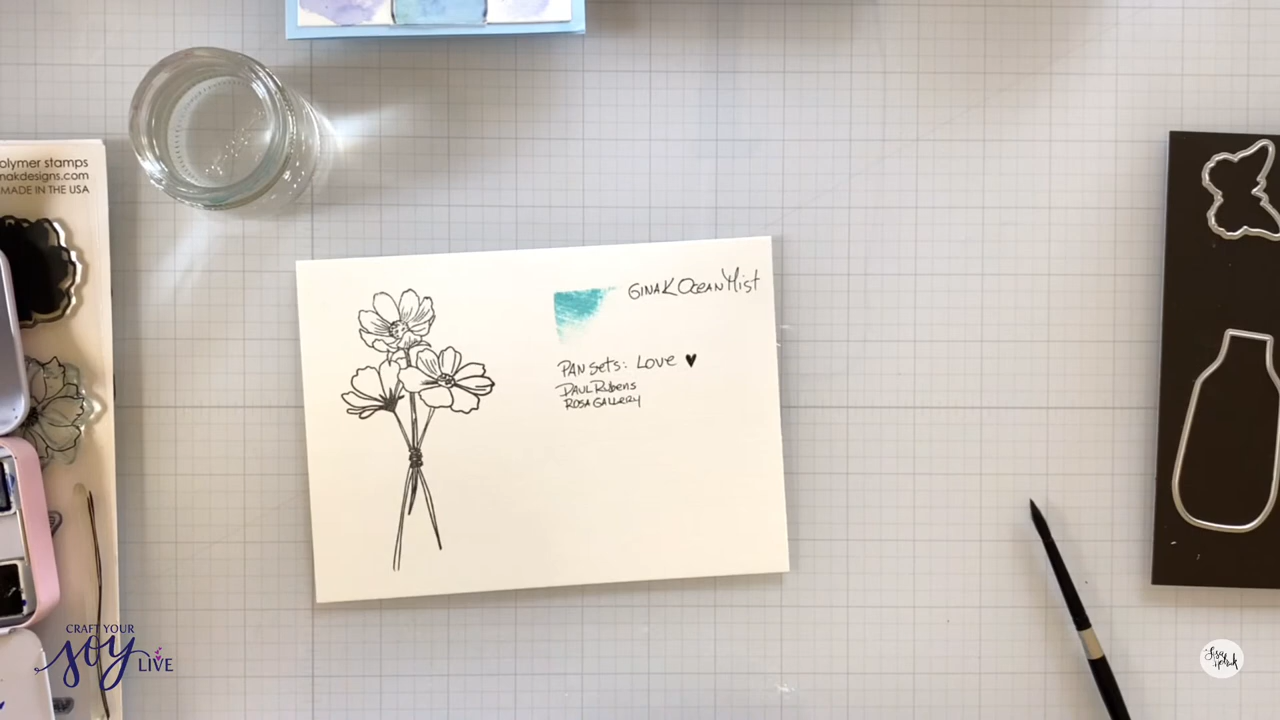 olymer stamps
nakdesigns.com
MADE IN THE USA
GINA K OCEAN MIST
PAN SETS: LOVE ♥
PAUL RUBENS
ROSA GALLERY
CRAFT YOUR
joy LIVE